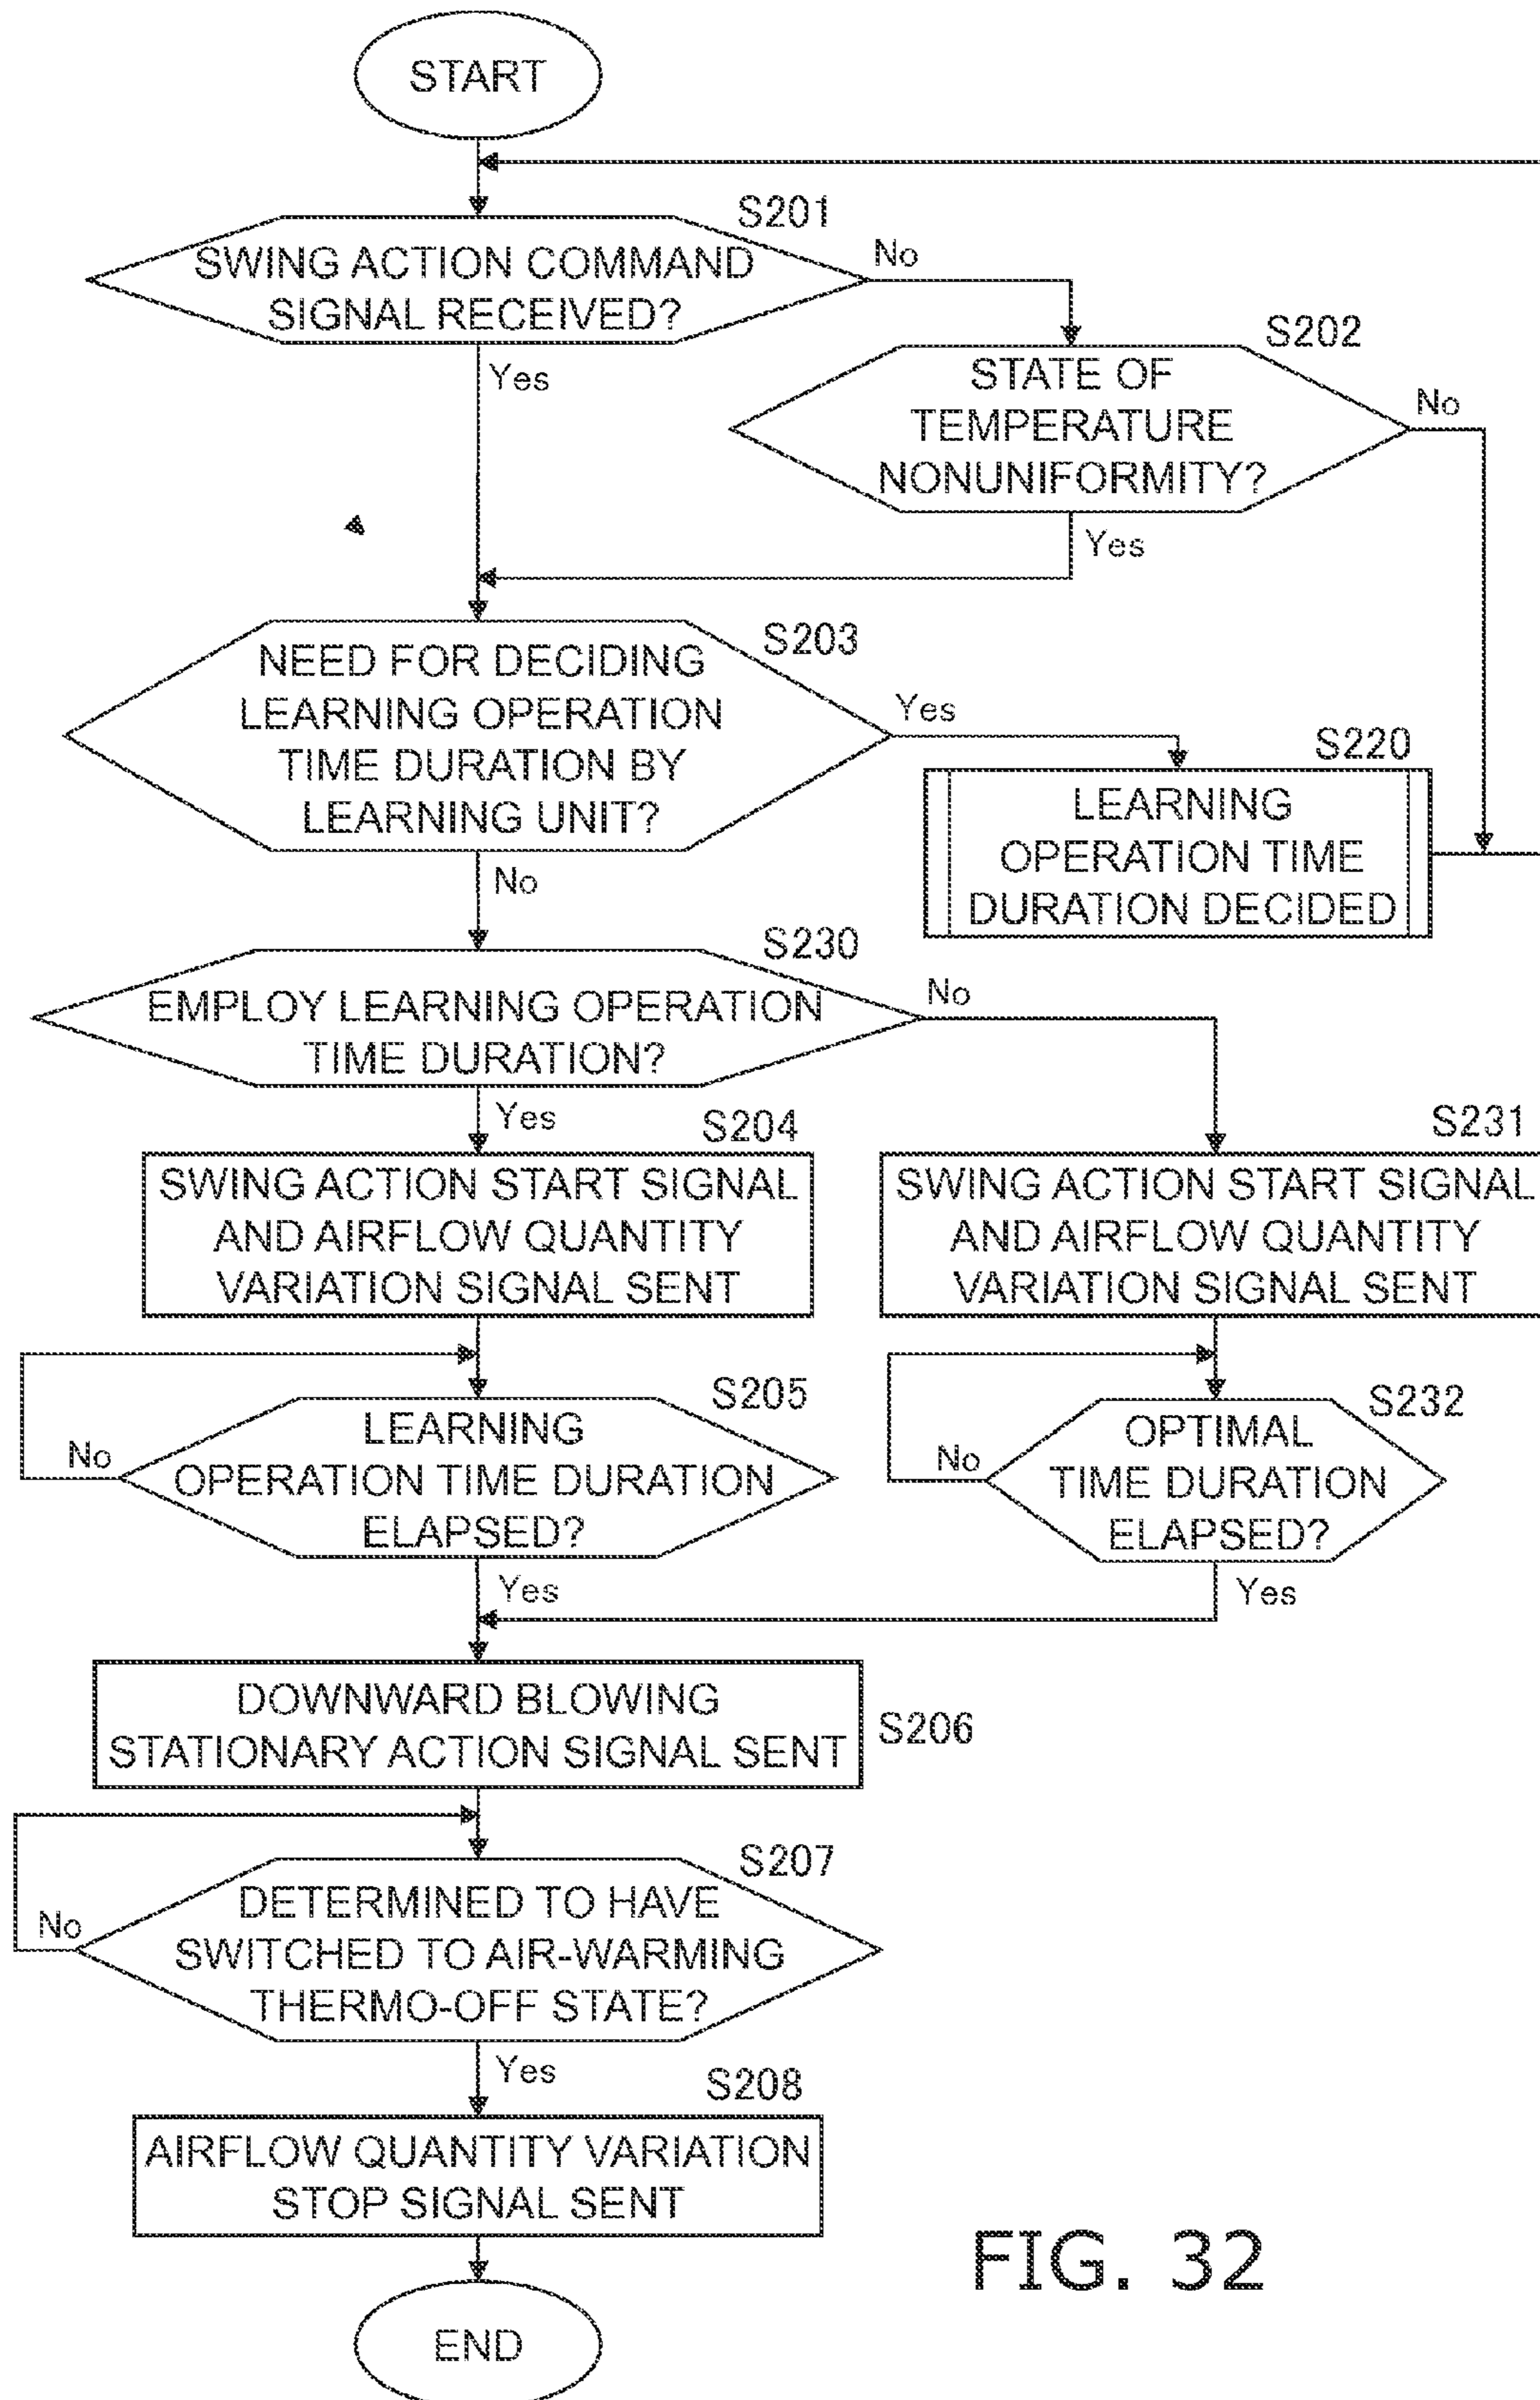 START
S201
SWING ACTION COMMAND
SIGNAL RECEIVED?
No
Yes
S202
STATE OF
TEMPERATURE
NONUNIFORMITY?
No
Yes
S203
NEED FOR DECIDING
LEARNING OPERATION
TIME DURATION BY
LEARNING UNIT?
Yes
No
S220
LEARNING
OPERATION TIME
DURATION DECIDED
S230
EMPLOY LEARNING OPERATION
TIME DURATION?
No
Yes
S204
SWING ACTION START SIGNAL
AND AIRFLOW QUANTITY
VARIATION SIGNAL SENT
S231
SWING ACTION START SIGNAL
AND AIRFLOW QUANTITY
VARIATION SIGNAL SENT
S205
LEARNING
OPERATION TIME DURATION
ELAPSED?
No
Yes
S232
OPTIMAL
TIME DURATION
ELAPSED?
No
Yes
DOWNWARD BLOWING
STATIONARY ACTION SIGNAL SENT
S206
S207
DETERMINED TO HAVE
SWITCHED TO AIR-WARMING
THERMO-OFF STATE?
No
Yes
S208
AIRFLOW QUANTITY VARIATION
STOP SIGNAL SENT
END
FIG. 32